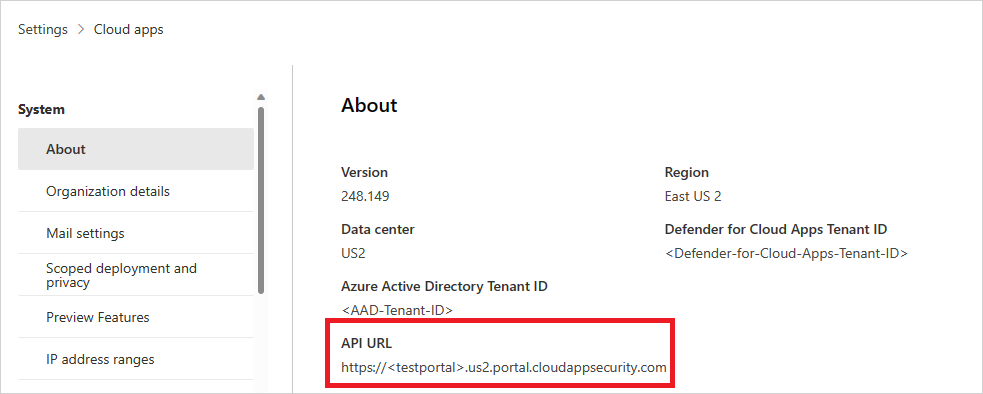 Settings > Cloud apps
System
About
Organization details
Mail settings
Scoped deployment and
privacy
Preview Features
IP address ranges
About
Version
248.149
Region
East US 2
Data center
US2
Defender for Cloud Apps Tenant ID
<Defender-for-Cloud-Apps-Tenant-ID>
Azure Active Directory Tenant ID
<AAD-Tenant-ID>
API URL
https://<testportal>.us2.portal.cloudappsecurity.com